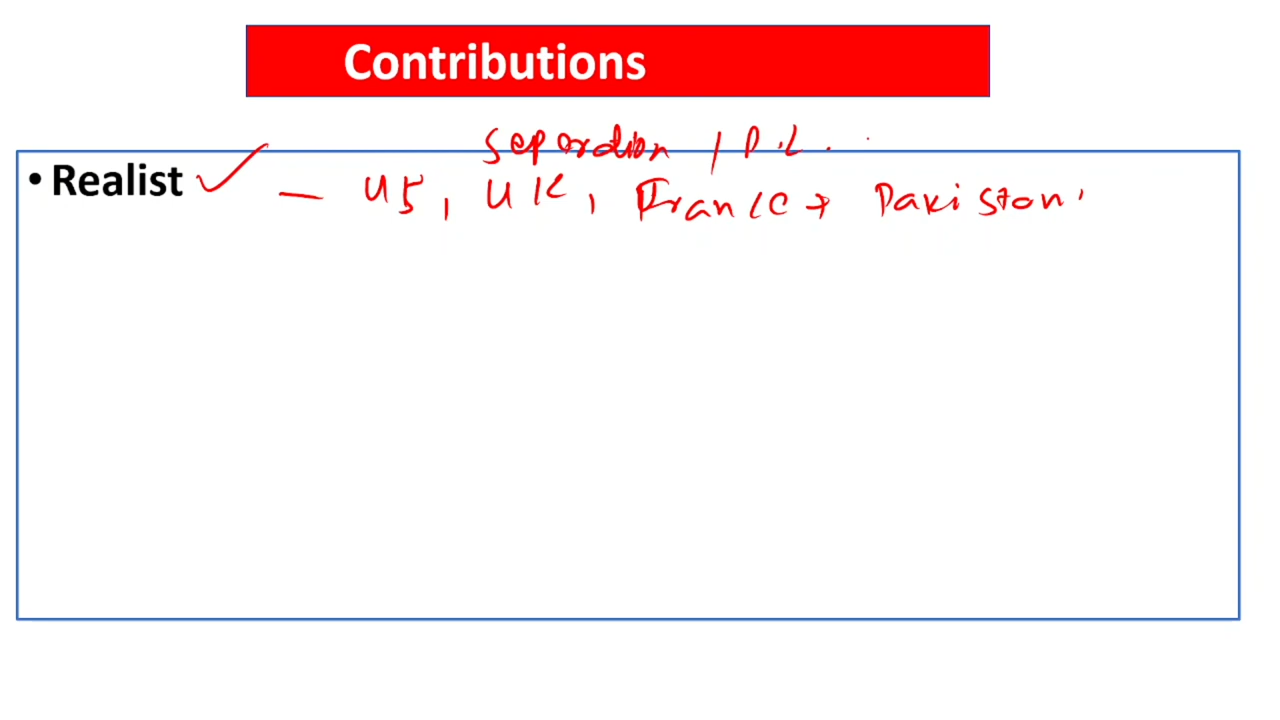 Contributions
Separation / D.L.
• Realist ✓ — US, UK, France, Pakistan,